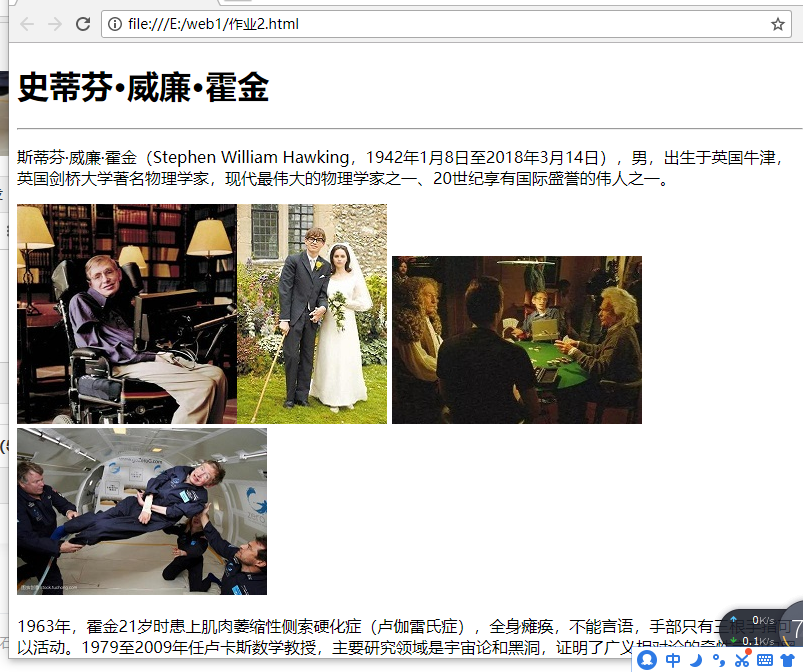 file:///E:/web1/作业2.html
史蒂芬•威廉•霍金
斯蒂芬·威廉·霍金（Stephen William Hawking，1942年1月8日至2018年3月14日），男，出生于英国牛津，
英国剑桥大学著名物理学家，现代最伟大的物理学家之一、20世纪享有国际盛誉的伟人之一。
1963年，霍金21岁时患上肌肉萎缩性侧索硬化症（卢伽雷氏症），全身瘫痪，不能言语，手部只有三根手指可
以活动。1979至2009年任卢卡斯数学教授，主要研究领域是宇宙论和黑洞，证明了广义相对论的奇性
0K/s
0.1K/s
7
中